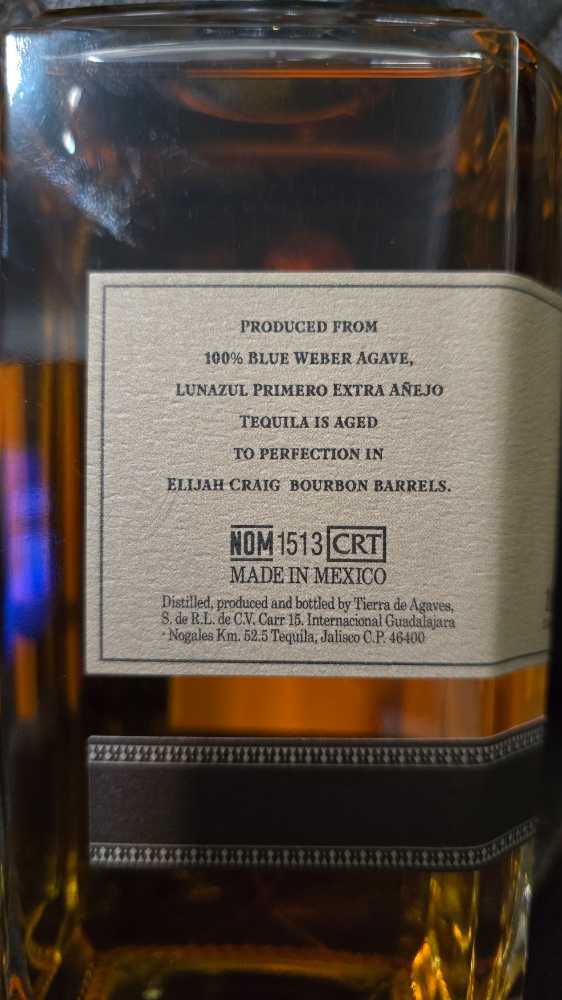 PRODUCED FROM
100% BLUE WEBER AGAVE,
LUNAZUL PRIMERO EXTRA AÑEJO
TEQUILA IS AGED
TO PERFECTION IN
ELIJAH CRAIG BOURBON BARRELS.
NOM 1513 CRT
MADE IN MEXICO
Distilled, produced and bottled by Tierra de Agaves,
S. de R.L. de C.V. Carr 15. Internacional Guadalajara
- Nogales Km. 52.5 Tequila, Jalisco C.P. 46400